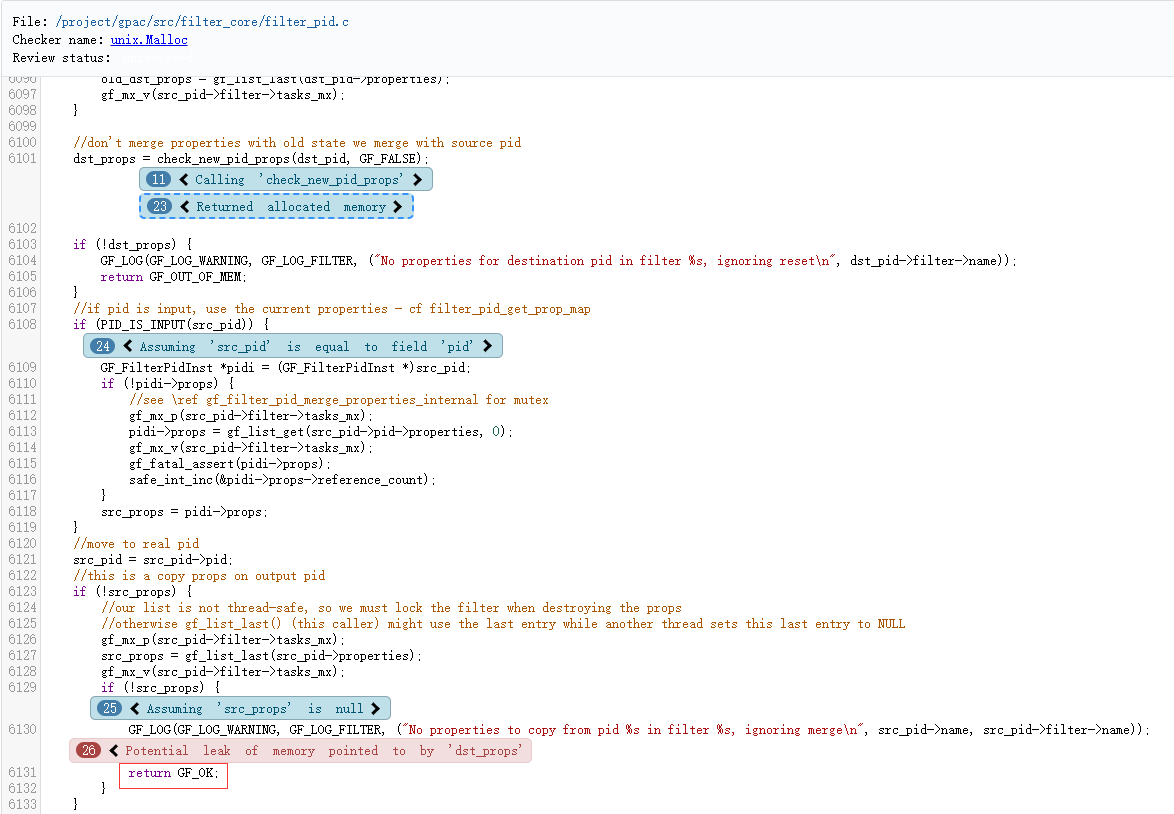 File: /project/gpac/src/filter_core/filter_pid.c
Checker name: unix.Malloc
Review status:
6096 old_dst_props = gf_list_last(dst_pid->properties);
6097 gf_mx_v(src_pid->filter->tasks_mx);
6098 }
6099
6100 //don't merge properties with old state we merge with source pid
6101 dst_props = check_new_pid_props(dst_pid, GF_FALSE);
11 < Calling 'check_new_pid_props' >
23 < Returned allocated memory >
6102
6103 if (!dst_props) {
6104 GF_LOG(GF_LOG_WARNING, GF_LOG_FILTER, ("No properties for destination pid in filter %s, ignoring reset\n", dst_pid->filter->name));
6105 return GF_OUT_OF_MEM;
6106 }
6107 //if pid is input, use the current properties - cf filter_pid_get_prop_map
6108 if (PID_IS_INPUT(src_pid)) {
24 < Assuming 'src_pid' is equal to field 'pid' >
6109 GF_FilterPidInst *pidi = (GF_FilterPidInst *)src_pid;
6110 if (!pidi->props) {
6111 //see \ref gf_filter_pid_merge_properties_internal for mutex
6112 gf_mx_p(src_pid->filter->tasks_mx);
6113 pidi->props = gf_list_get(src_pid->pid->properties, 0);
6114 gf_mx_v(src_pid->filter->tasks_mx);
6115 gf_fatal_assert(pidi->props);
6116 safe_int_inc(&pidi->props->reference_count);
6117 }
6118 src_props = pidi->props;
6119 }
6120 //move to real pid
6121 src_pid = src_pid->pid;
6122 //this is a copy props on output pid
6123 if (!src_props) {
6124 //our list is not thread-safe, so we must lock the filter when destroying the props
6125 //otherwise gf_list_last() (this caller) might use the last entry while another thread sets this last entry to NULL
6126 gf_mx_p(src_pid->filter->tasks_mx);
6127 src_props = gf_list_last(src_pid->properties);
6128 gf_mx_v(src_pid->filter->tasks_mx);
6129 if (!src_props) {
25 < Assuming 'src_props' is null >
6130 GF_LOG(GF_LOG_WARNING, GF_LOG_FILTER, ("No properties to copy from pid %s in filter %s, ignoring merge\n", src_pid->name, src_pid->filter->name));
26 < Potential leak of memory pointed to by 'dst_props'
6131 return GF_OK;
6132 }
6133 }